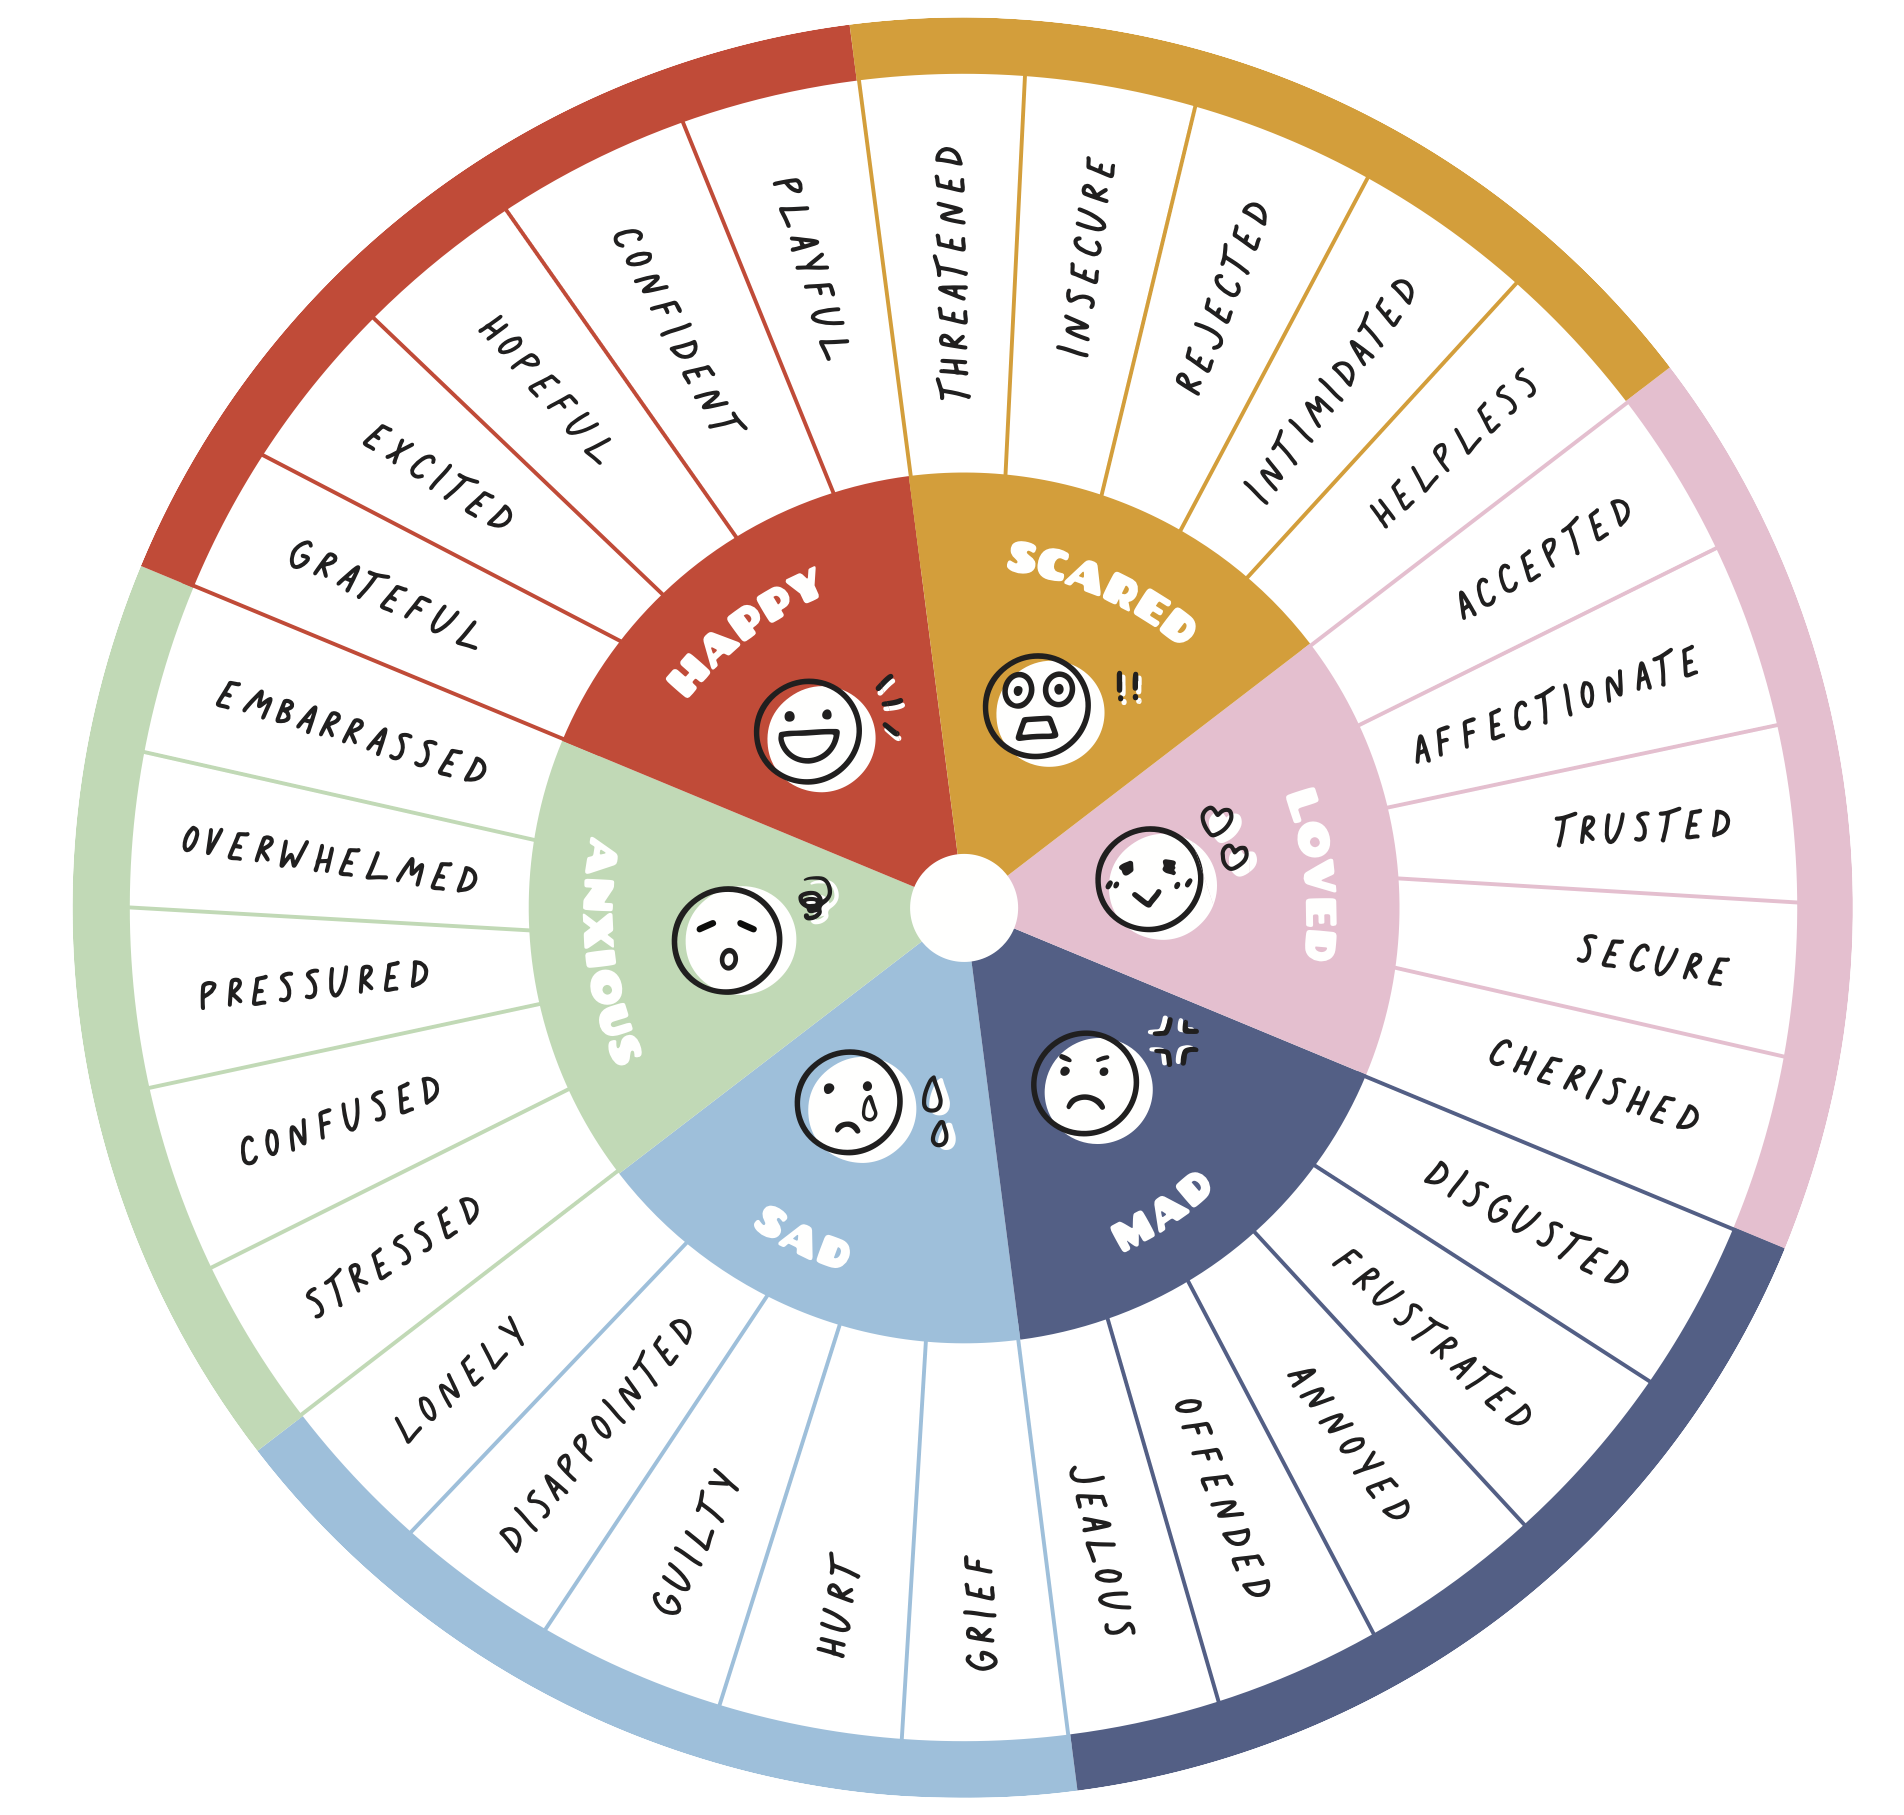 HAPPY
SCARED
LOVED
MAD
SAD
ANXIOUS
THREATENED
INSECURE
REJECTED
INTIMIDATED
HELPLESS
ACCEPTED
AFFECTIONATE
TRUSTED
SECURE
CHERISHED
DISGUSTED
FRUSTRATED
ANNOYED
OFFENDED
JEALOUS
GRIEF
HURT
GUILTY
DISAPPOINTED
LONELY
STRESSED
CONFUSED
PRESSURED
OVERWHELMED
EMBARRASSED
GRATEFUL
EXCITED
HOPEFUL
CONFIDENT
PLAYFUL
!!